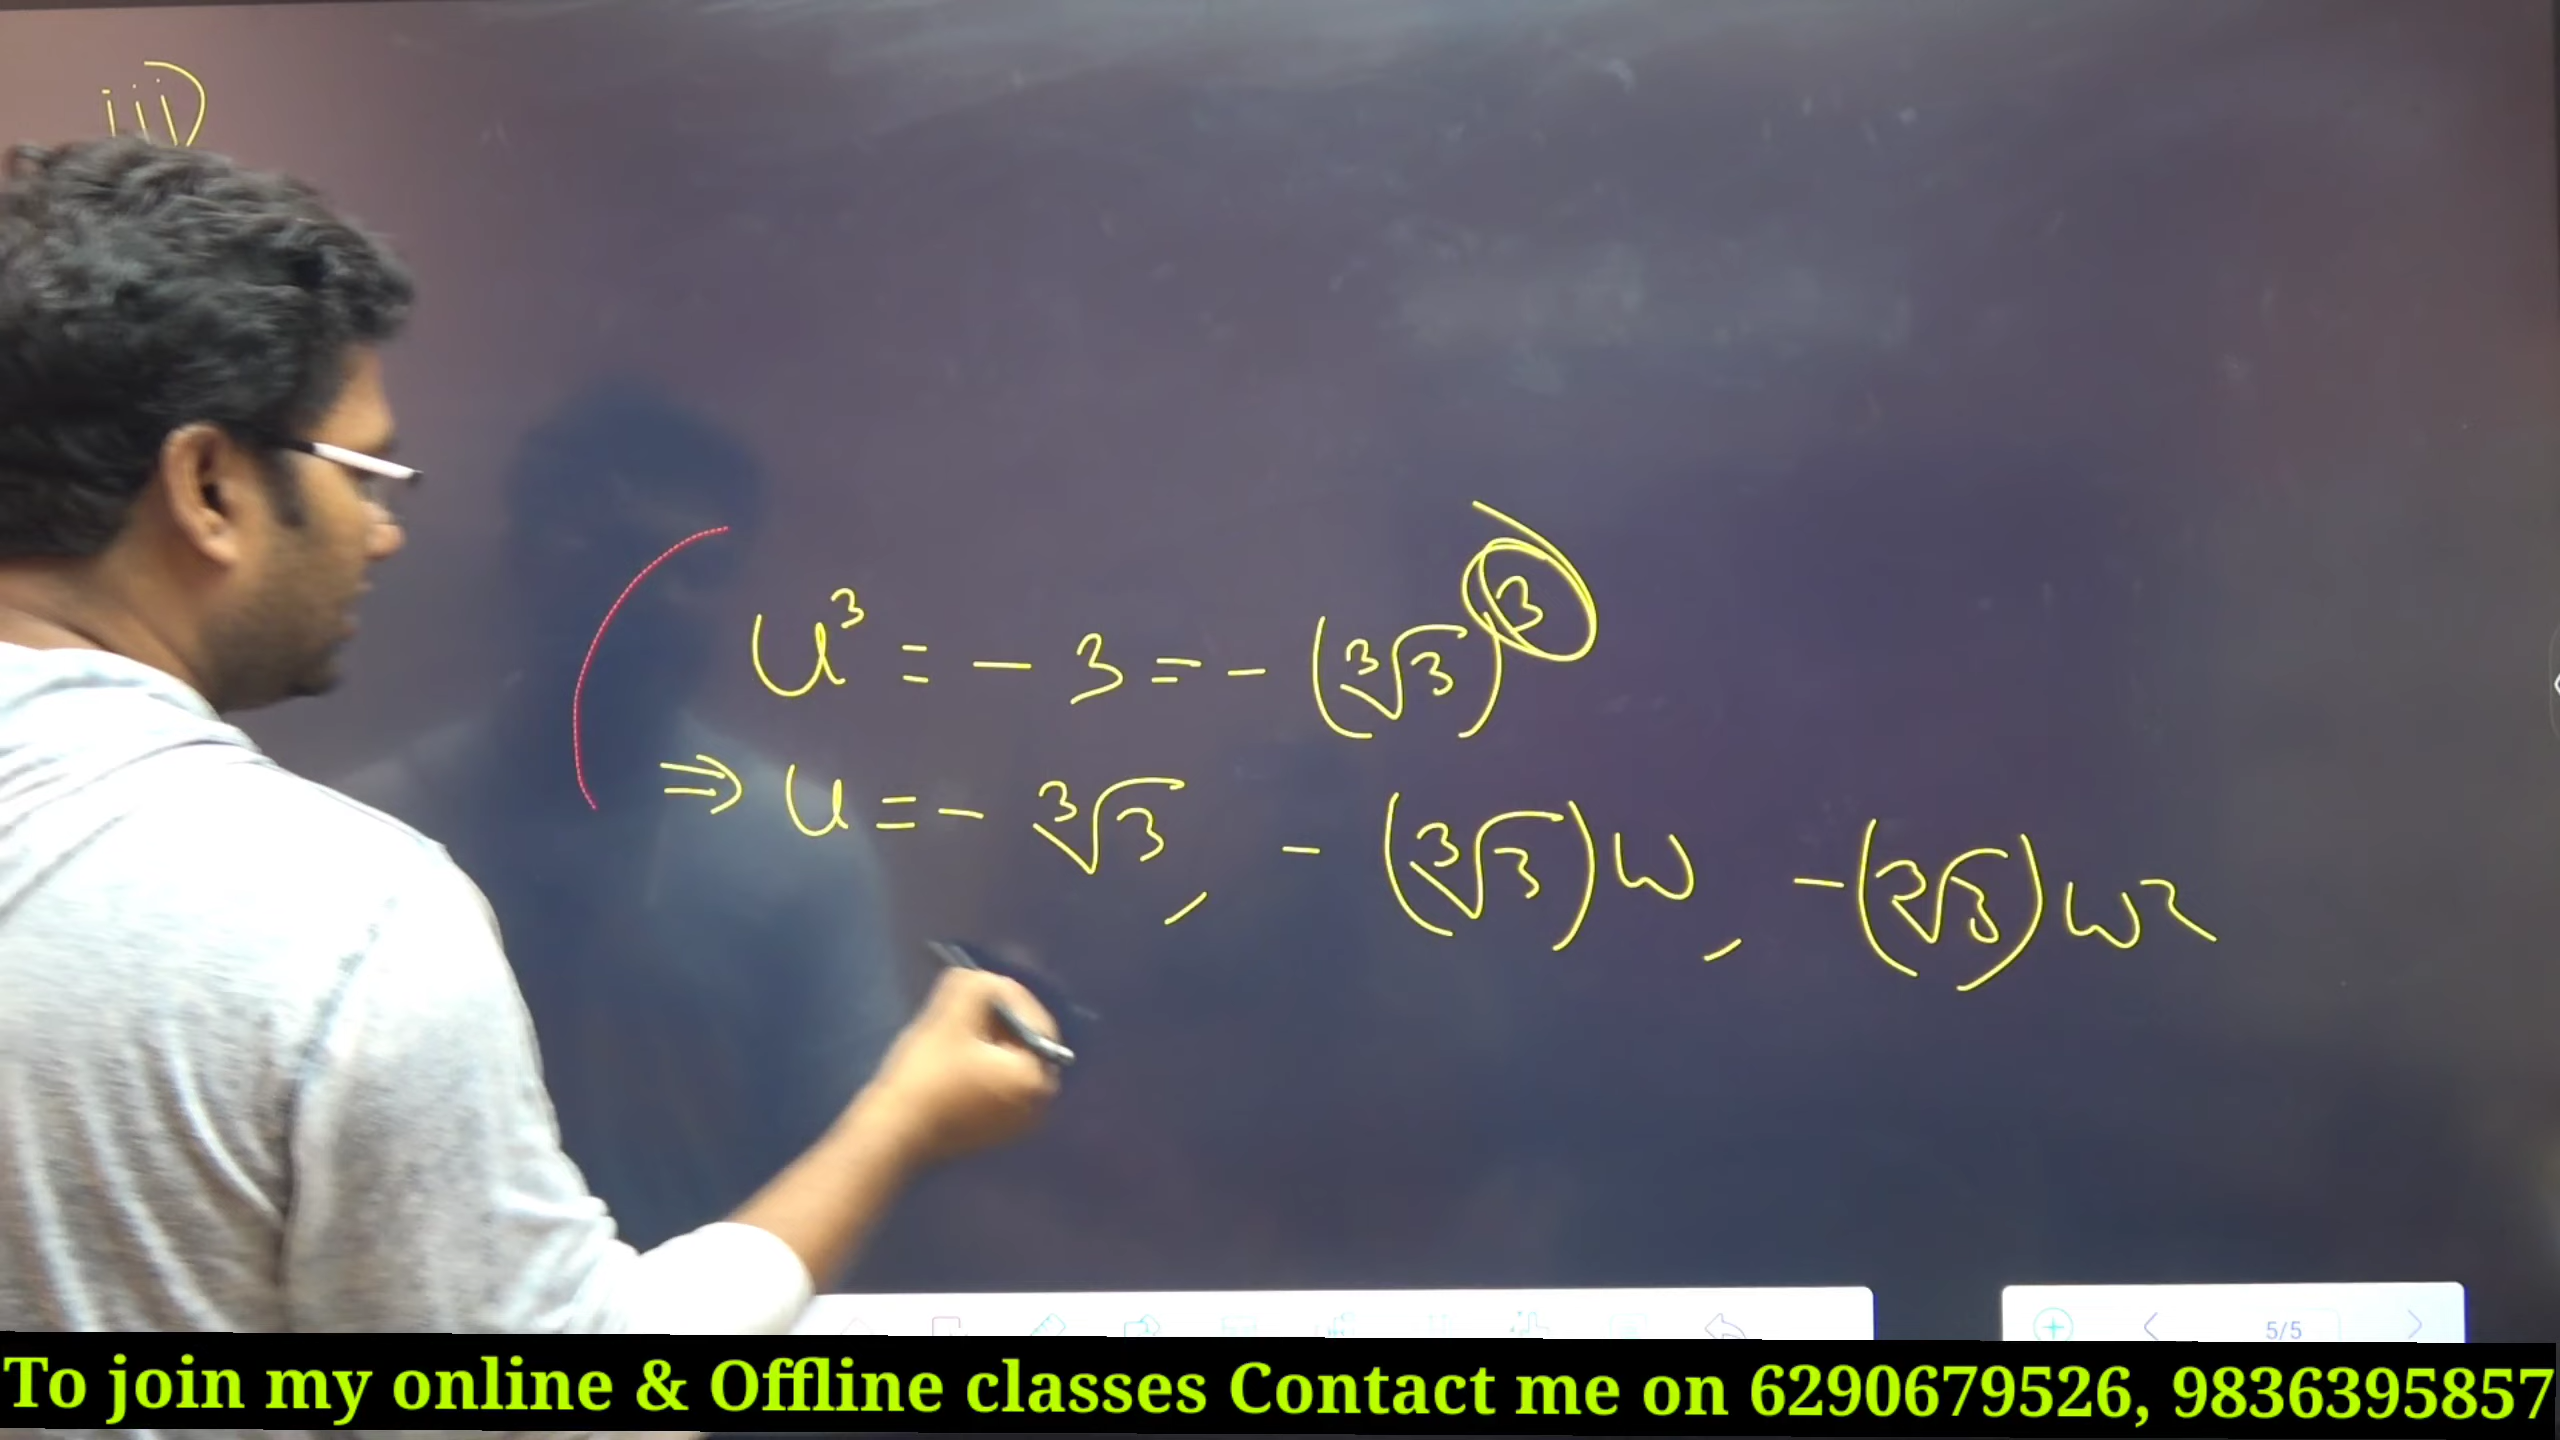 iii)
u³ = - 3 = - (∛3)³
⇒ u = - ∛3, - (∛3)ω, - (∛3)ω²
5/5
To join my online & Offline classes Contact me on 6290679526, 9836395857